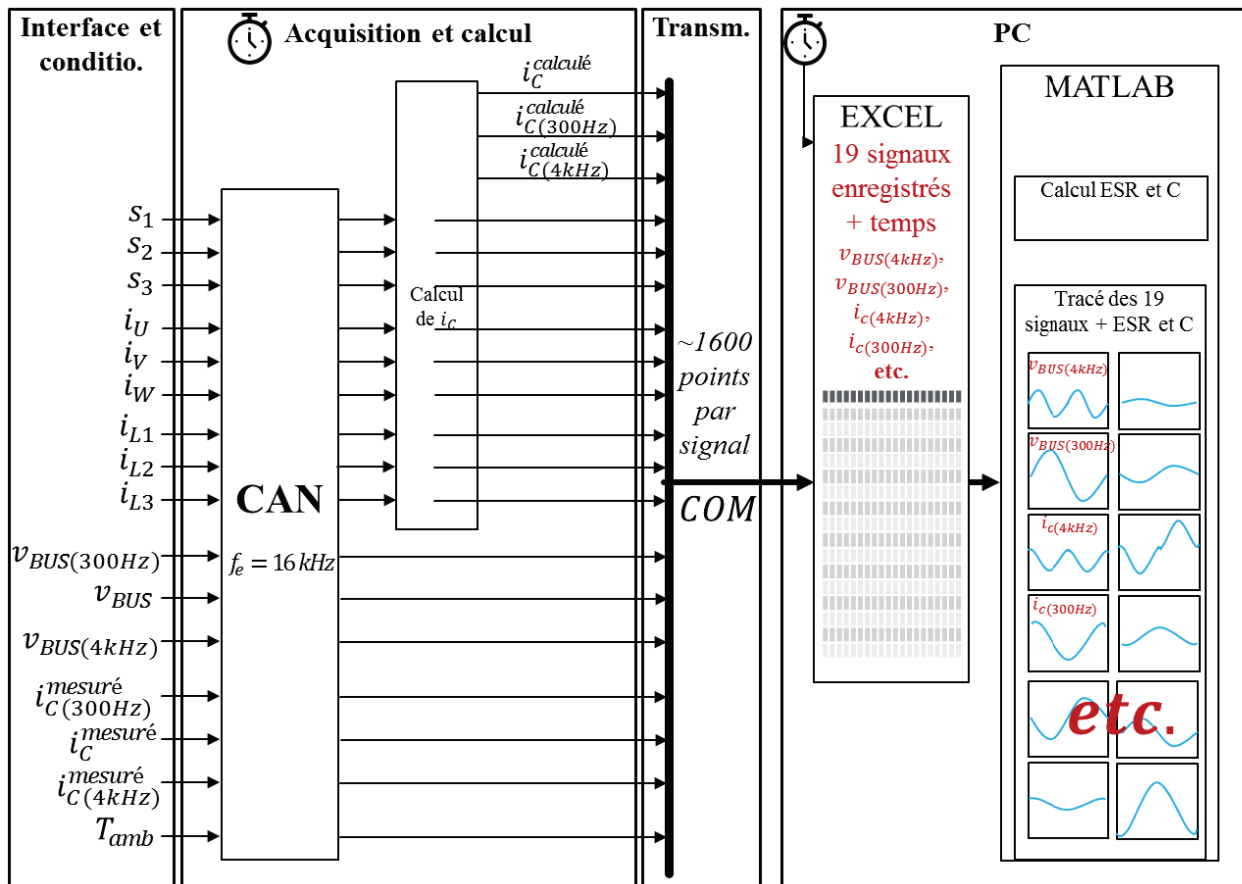 Interface et
conditio.
s₁
s₂
s₃
i_U
i_V
i_W
i_L1
i_L2
i_L3
v_BUS(300Hz)
v_BUS
v_BUS(4kHz)
i_C(300Hz)^mesuré
i_C^mesuré
i_C(4kHz)^mesuré
T_amb
Acquisition et calcul
CAN
f_e = 16 kHz
Calcul
de i_C
i_C^calculé
i_C(300Hz)^calculé
i_C(4kHz)^calculé
Transm.
~1600
points
par
signal
COM
PC
EXCEL
19 signaux
enregistrés
+ temps
v_BUS(4kHz),
v_BUS(300Hz),
i_c(4kHz),
i_c(300Hz),
etc.
MATLAB
Calcul ESR et C
Tracé des 19
signaux + ESR et C
v_BUS(4kHz)
v_BUS(300Hz)
i_c(4kHz)
i_c(300Hz)
etc.